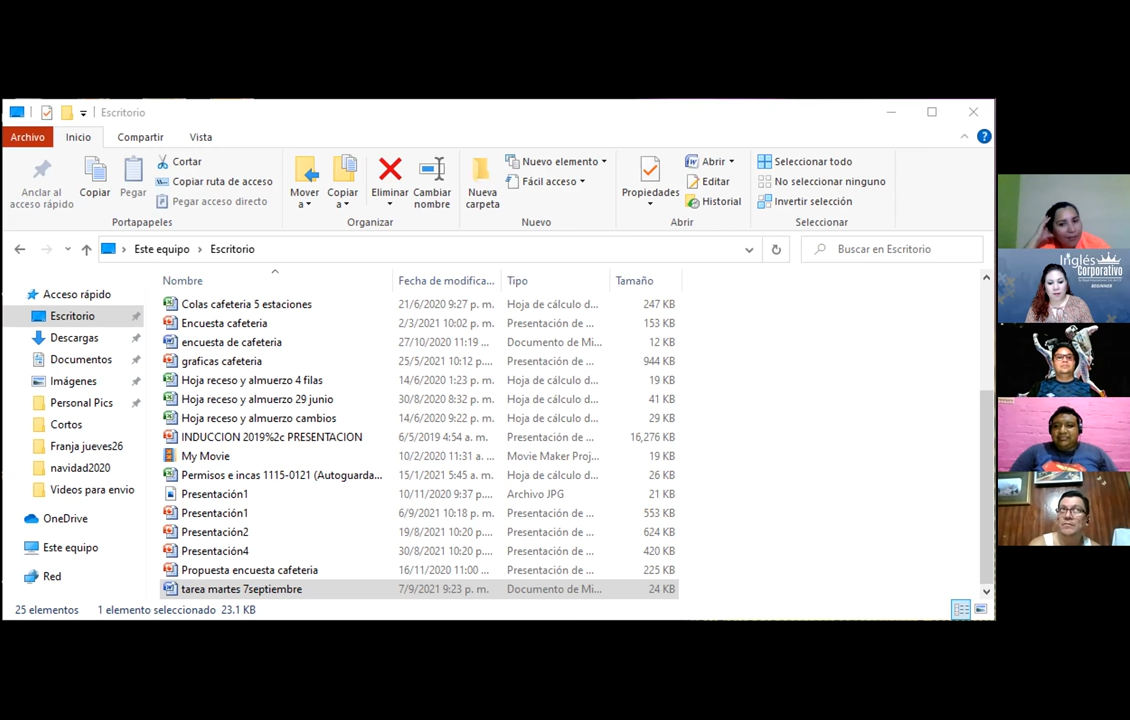 Escritorio
Archivo Inicio Compartir Vista
Anclar al acceso rápido
Copiar
Pegar
Cortar
Copiar ruta de acceso
Pegar acceso directo
Portapapeles
Mover a
Copiar a
Eliminar
Cambiar nombre
Organizar
Nueva carpeta
Nuevo elemento
Fácil acceso
Nuevo
Propiedades
Abrir
Editar
Historial
Abrir
Seleccionar todo
No seleccionar ninguno
Invertir selección
Seleccionar
Este equipo > Escritorio
Buscar en Escritorio
Acceso rápido
Escritorio
Descargas
Documentos
Imágenes
Personal Pics
Cortos
Franja jueves26
navidad2020
Videos para envio
OneDrive
Este equipo
Red
Nombre Fecha de modifica... Tipo Tamaño
Colas cafeteria 5 estaciones 21/6/2020 9:27 p. m. Hoja de cálculo d... 247 KB
Encuesta cafeteria 2/3/2021 10:02 p. m. Presentación de ... 153 KB
encuesta de cafeteria 27/10/2020 11:19 ... Documento de Mi... 12 KB
graficas cafeteria 25/5/2021 10:12 p.... Presentación de ... 944 KB
Hoja receso y almuerzo 4 filas 14/6/2020 1:23 p. m. Hoja de cálculo d... 19 KB
Hoja receso y almuerzo 29 junio 30/8/2020 8:32 p. m. Hoja de cálculo d... 41 KB
Hoja receso y almuerzo cambios 14/6/2020 9:22 p. m. Hoja de cálculo d... 29 KB
INDUCCION 2019%2c PRESENTACION 6/5/2019 4:54 a. m. Presentación de ... 16,276 KB
My Movie 10/2/2020 11:31 a.... Movie Maker Proj... 19 KB
Permisos e incas 1115-0121 (Autoguarda... 15/1/2021 5:45 p. m. Hoja de cálculo d... 26 KB
Presentación1 10/11/2020 9:37 p.... Archivo JPG 21 KB
Presentación1 6/9/2021 10:18 p. m. Presentación de ... 553 KB
Presentación2 19/8/2021 10:20 p.... Presentación de ... 624 KB
Presentación4 30/8/2021 10:20 p... Presentación de ... 420 KB
Propuesta encuesta cafeteria 16/11/2020 11:00 ... Presentación de ... 225 KB
tarea martes 7septiembre 7/9/2021 9:23 p. m. Documento de Mi... 24 KB
25 elementos 1 elemento seleccionado 23.1 KB
Inglés
Corporativo
BEGINNER